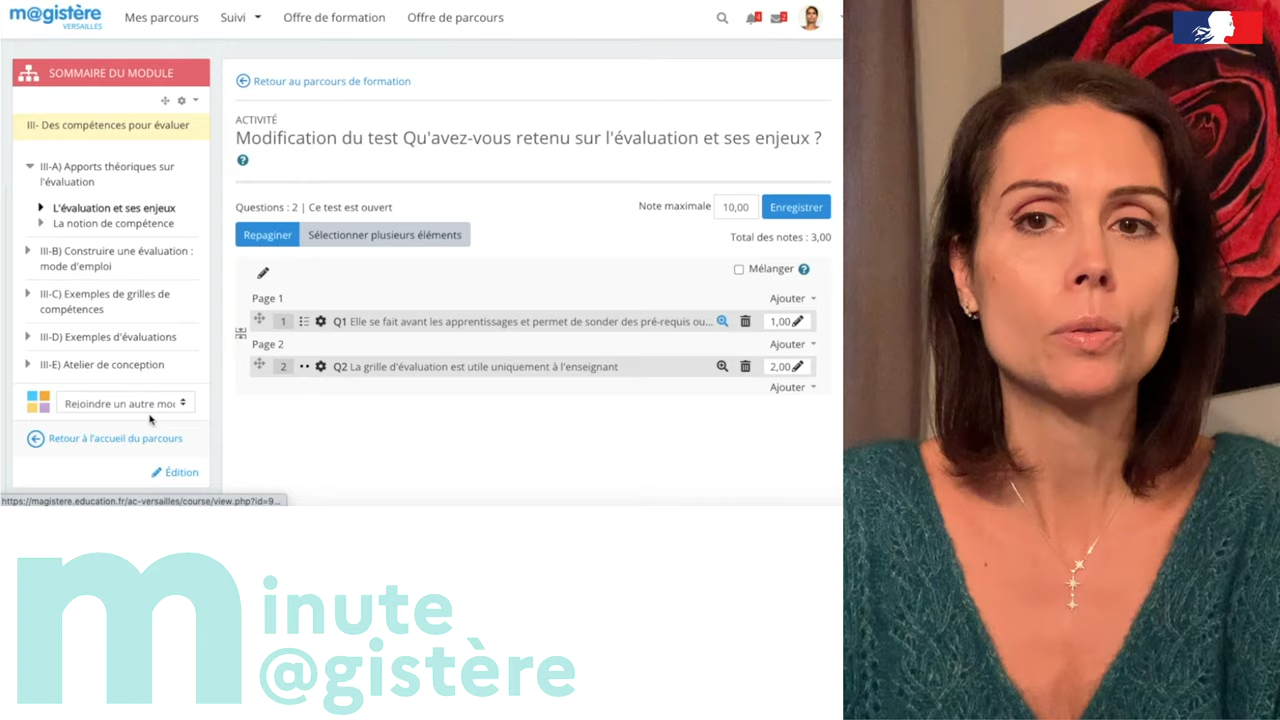 m@gistère
VERSAILLES
Mes parcours
Suivi
Offre de formation
Offre de parcours
4
2
SOMMAIRE DU MODULE
III- Des compétences pour évaluer
III-A) Apports théoriques sur
l'évaluation
L'évaluation et ses enjeux
La notion de compétence
III-B) Construire une évaluation :
mode d'emploi
III-C) Exemples de grilles de
compétences
III-D) Exemples d'évaluations
III-E) Atelier de conception
Rejoindre un autre mo
Retour à l'accueil du parcours
Édition
https://magistere.education.fr/ac-versailles/course/view.php?id=9...
Retour au parcours de formation
ACTIVITÉ
Modification du test Qu'avez-vous retenu sur l'évaluation et ses enjeux ?
?
Questions : 2 | Ce test est ouvert
Note maximale 10,00 Enregistrer
Repaginer Sélectionner plusieurs éléments
Total des notes : 3,00
Mélanger ?
Page 1 Ajouter
1 Q1 Elle se fait avant les apprentissages et permet de sonder des pré-requis ou... 1,00
Page 2 Ajouter
2 Q2 La grille d'évaluation est utile uniquement à l'enseignant 2,00
Ajouter
minute
m@gistère